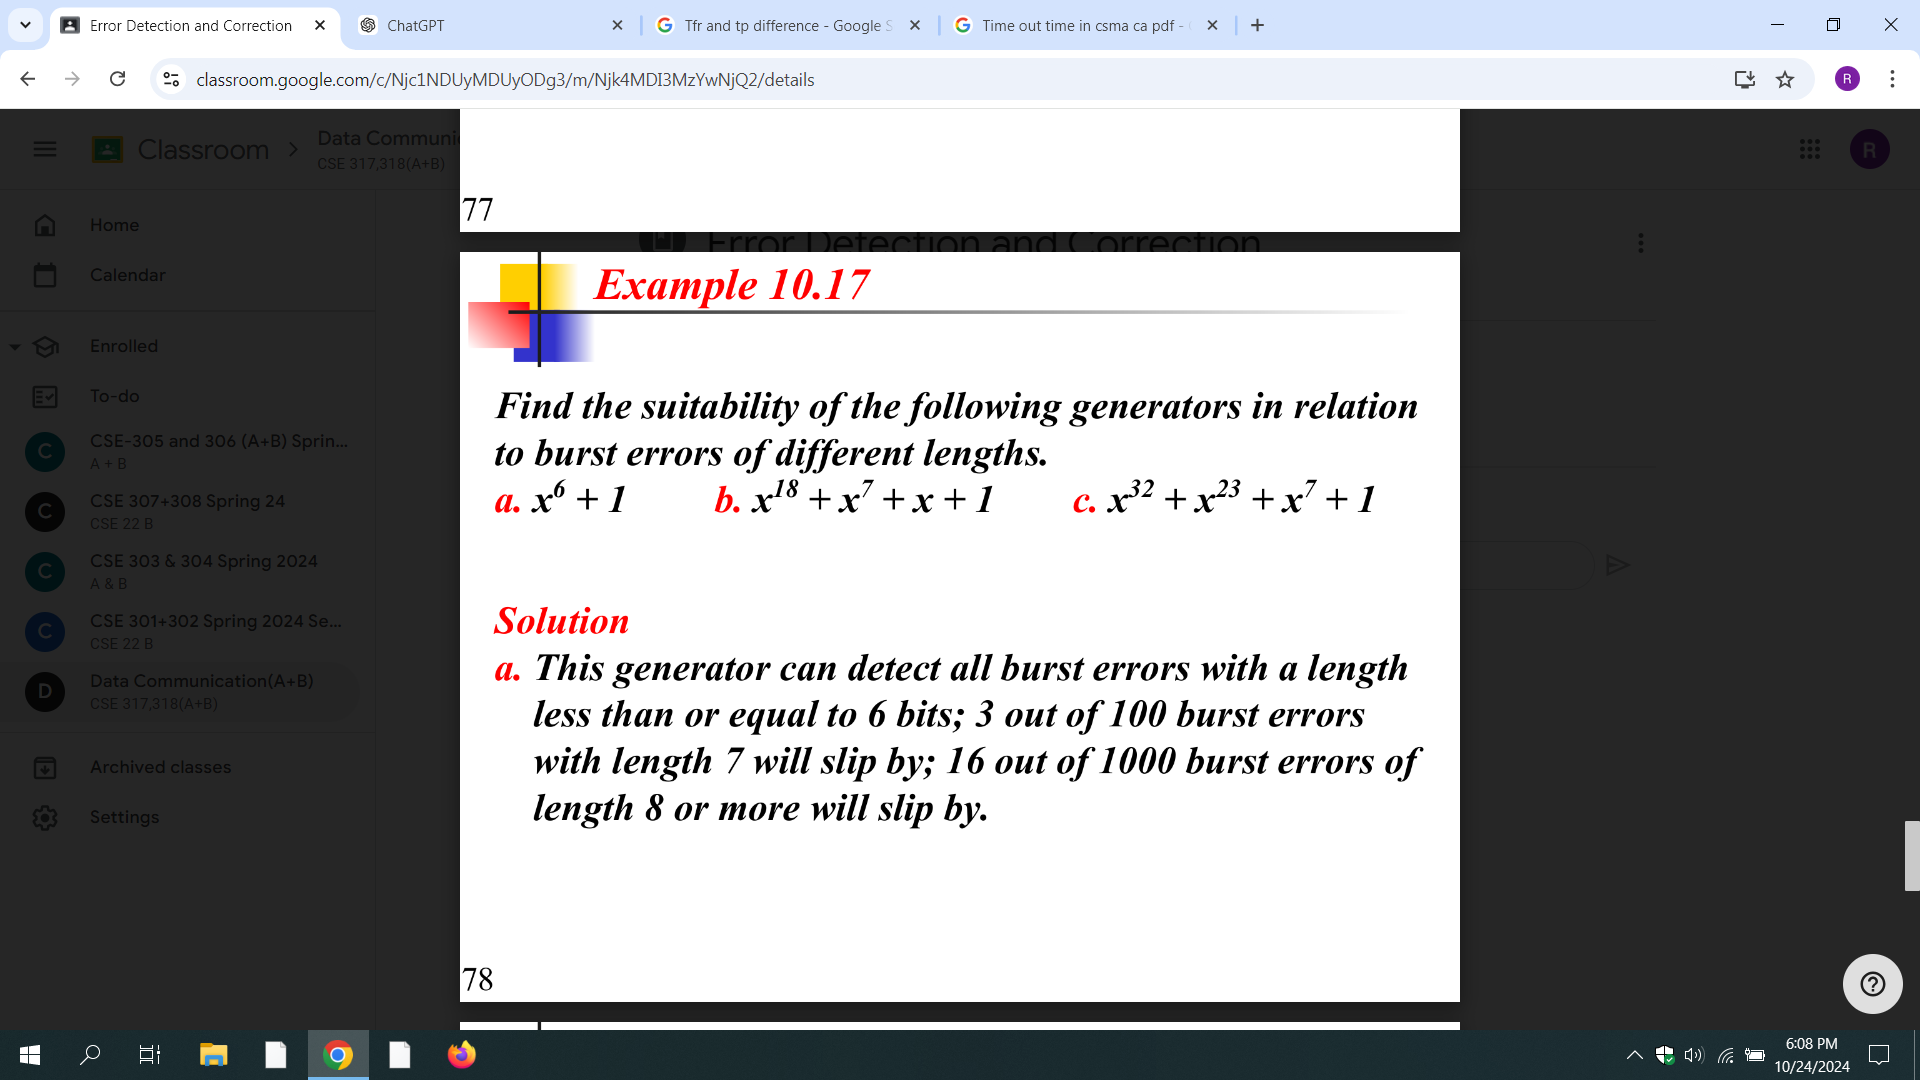 Error Detection and Correction
ChatGPT
Tfr and tp difference - Google S
Time out time in csma ca pdf -
classroom.google.com/c/Njc1NDUyMDUyODg3/m/Njk4MDI3MzYwNjQ2/details
R
Classroom
Data Communic
CSE 317,318(A+B)
R
Home
Calendar
Enrolled
To-do
C
CSE-305 and 306 (A+B) Sprin...
A + B
C
CSE 307+308 Spring 24
CSE 22 B
C
CSE 303 & 304 Spring 2024
A & B
C
CSE 301+302 Spring 2024 Se...
CSE 22 B
D
Data Communication(A+B)
CSE 317,318(A+B)
Archived classes
Settings
77
Error Detection and Correction
Example 10.17
Find the suitability of the following generators in relation
to burst errors of different lengths.
a. x⁶ + 1 b. x¹⁸ + x⁷ + x + 1 c. x³² + x²³ + x⁷ + 1
Solution
a. This generator can detect all burst errors with a length
less than or equal to 6 bits; 3 out of 100 burst errors
with length 7 will slip by; 16 out of 1000 burst errors of
length 8 or more will slip by.
78
6:08 PM
10/24/2024